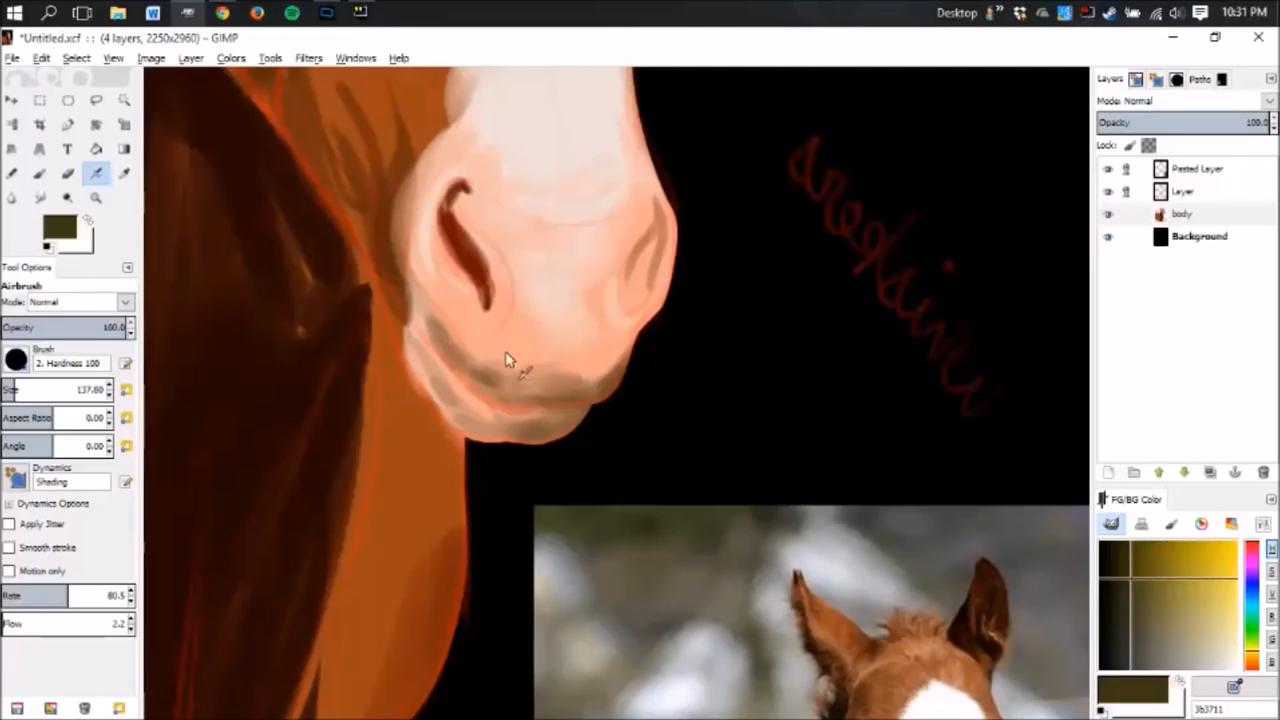 Desktop
10:31 PM
*Untitled.xcf :: (4 layers, 2250x2960) – GIMP
File Edit Select View Image Layer Colors Tools Filters Windows Help
Layers Paths
Mode: Normal
Opacity 100.0
Lock:
Pasted Layer
Layer
body
Background
Tool Options
Airbrush
Mode: Normal
Opacity 100.0
Brush
2. Hardness 100
Size 137.80
Aspect Ratio 0.00
Angle 0.00
Dynamics
Shading
Dynamics Options
Apply Jitter
Smooth stroke
Motion only
Rate 80.5
Flow 2.2
FG/BG Color
3b3711